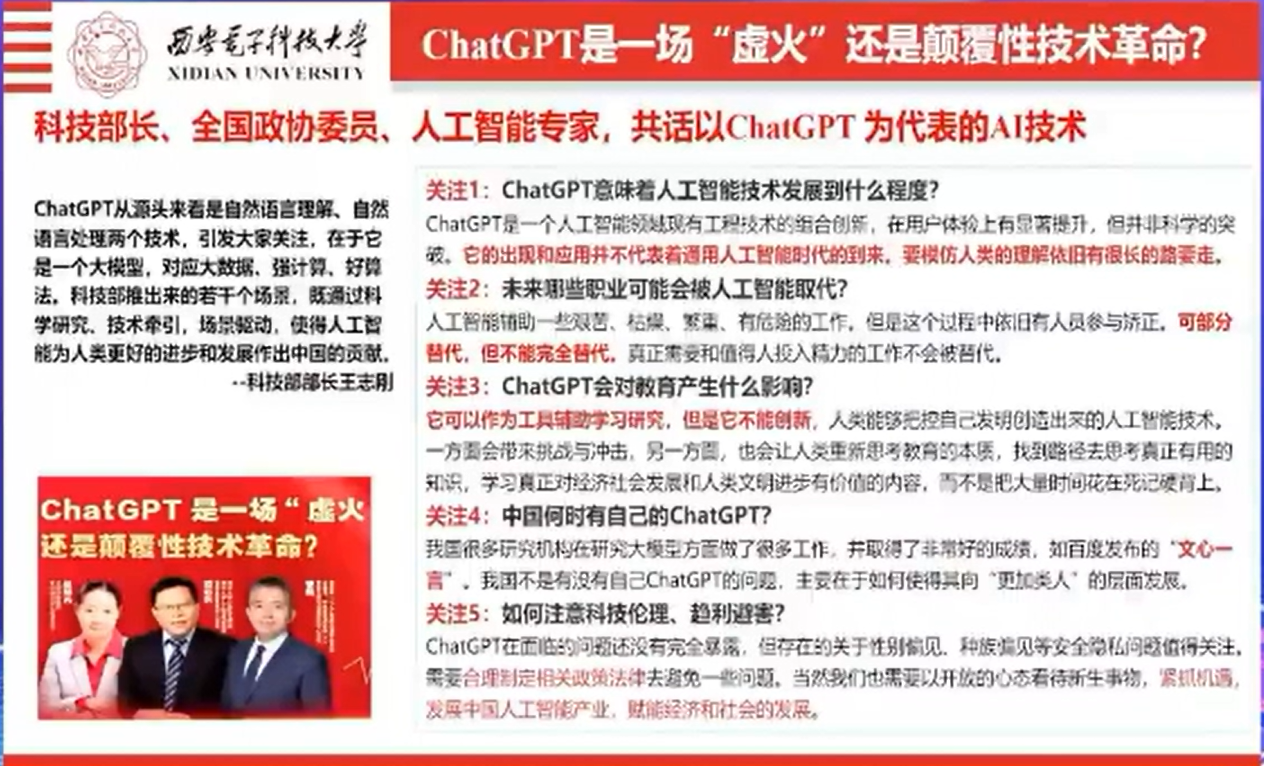 西安电子科技大学
XIDIAN UNIVERSITY
ChatGPT是一场“虚火”还是颠覆性技术革命？
科技部长、全国政协委员、人工智能专家，共话以ChatGPT 为代表的AI技术
ChatGPT从源头来看是自然语言理解、自然
语言处理两个技术，引发大家关注，在于它
是一个大模型，对应大数据、强计算、好算
法。科技部推出来的若干个场景，既通过科
学研究、技术牵引，场景驱动，使得人工智
能为人类更好的进步和发展作出中国的贡献。
--科技部部长王志刚
ChatGPT 是一场“虚火
还是颠覆性技术革命？
关注1：ChatGPT意味着人工智能技术发展到什么程度？
ChatGPT是一个人工智能领域现有工程技术的组合创新，在用户体验上有显著提升，但并非科学的突
破。它的出现和应用并不代表着通用人工智能时代的到来，要模仿人类的理解依旧有很长的路要走。
关注2：未来哪些职业可能会被人工智能取代？
人工智能辅助一些艰苦、枯燥、繁重、有危险的工作，但是这个过程中依旧有人员参与矫正，可部分
替代，但不能完全替代。真正需要和值得人投入精力的工作不会被替代。
关注3：ChatGPT会对教育产生什么影响？
它可以作为工具辅助学习研究，但是它不能创新，人类能够把控自己发明创造出来的人工智能技术。
一方面会带来挑战与冲击，另一方面，也会让人类重新思考教育的本质，找到路径去思考真正有用的
知识，学习真正对经济社会发展和人类文明进步有价值的内容，而不是把大量时间花在死记硬背上。
关注4：中国何时有自己的ChatGPT？
我国很多研究机构在研究大模型方面做了很多工作，并取得了非常好的成绩，如百度发布的“文心一
言”。我国不是有没有自己ChatGPT的问题，主要在于如何使得其向“更加类人”的层面发展。
关注5：如何注意科技伦理、趋利避害？
ChatGPT在面临的问题还没有完全暴露，但存在的关于性别偏见、种族偏见等安全隐私问题值得关注，
需要合理制定相关政策法律去避免一些问题，当然我们也需要以开放的心态看待新生事物，紧抓机遇，
发展中国人工智能产业，赋能经济和社会的发展。